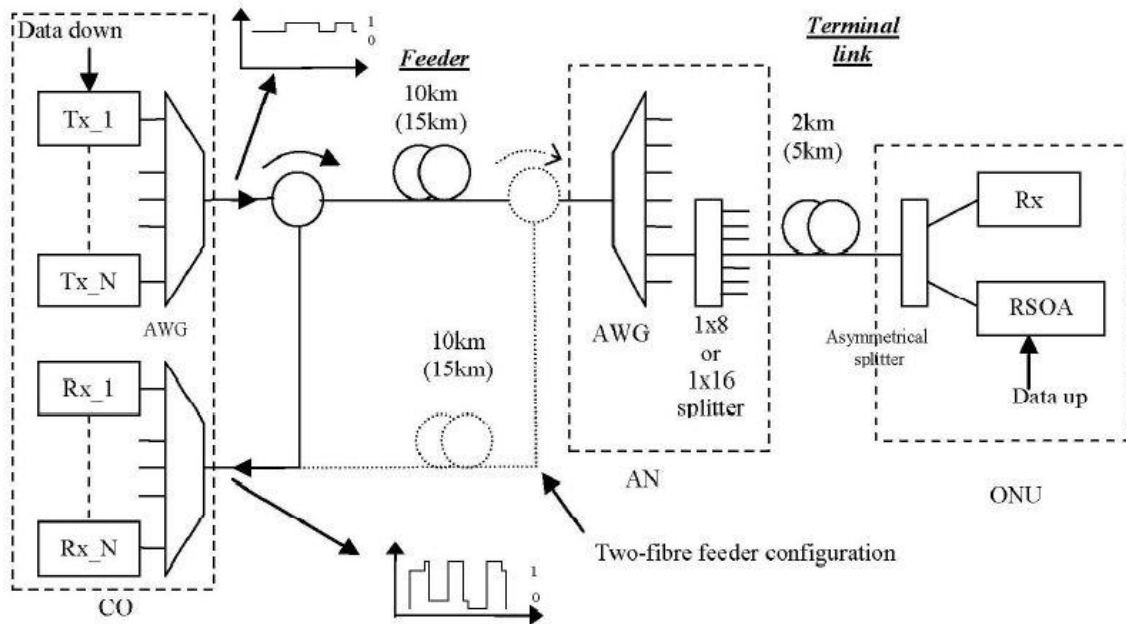 Data down
1
0
Feeder
10km
(15km)
Terminal
link
2km
(5km)
Tx_1
Tx_N
AWG
Rx
RSOA
Data up
Asymmetrical
splitter
AWG
1x8
or
1x16
splitter
10km
(15km)
Rx_1
Rx_N
AN
ONU
CO
Two-fibre feeder configuration
1
0